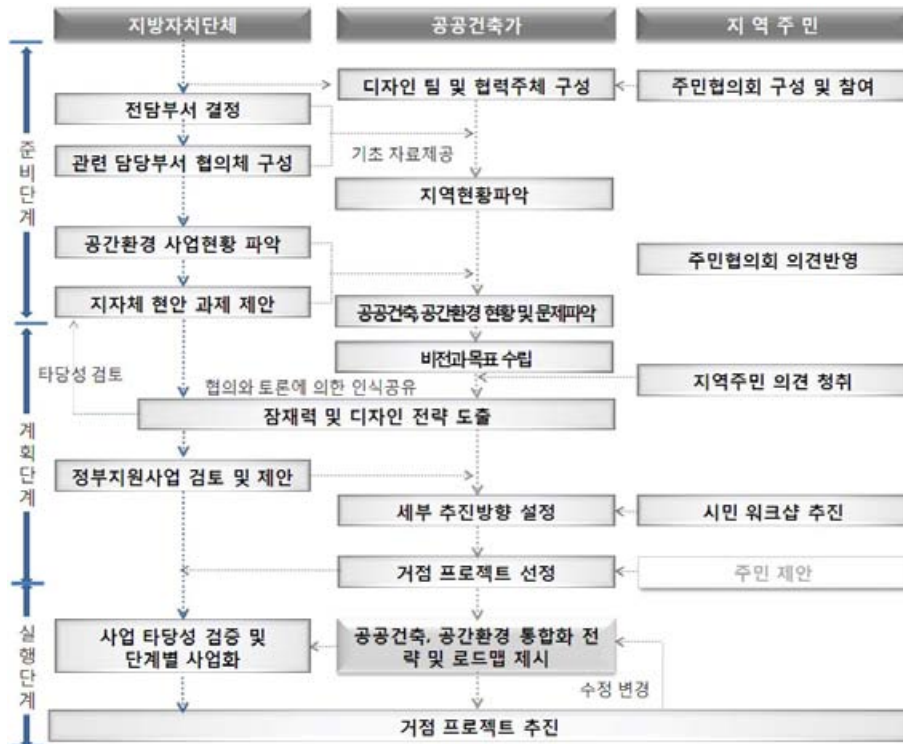 지방자치단체
공공건축가
지 역 주 민
준비단계
디자인 팀 및 협력주체 구성
주민협의회 구성 및 참여
전담부서 결정
기초 자료제공
관련 담당부서 협의체 구성
지역현황파악
공간환경 사업현황 파악
주민협의회 의견반영
지자체 현안 과제 제안
공공건축, 공간환경 현황 및 문제파악
계획단계
비전과 목표 수립
타당성 검토
협의와 토론에 의한 인식공유
지역주민 의견 청취
잠재력 및 디자인 전략 도출
정부지원사업 검토 및 제안
세부 추진방향 설정
시민 워크샵 추진
거점 프로젝트 선정
주민 제안
실행단계
사업 타당성 검증 및
단계별 사업화
공공건축, 공간환경 통합화 전
략 및 로드맵 제시
수정 변경
거점 프로젝트 추진